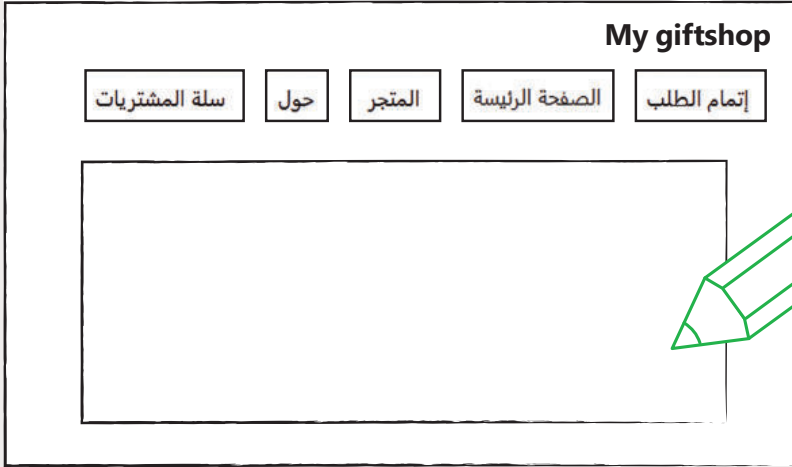 My giftshop
إتمام الطلب
الصفحة الرئيسة
المتجر
حول
سلة المشتريات